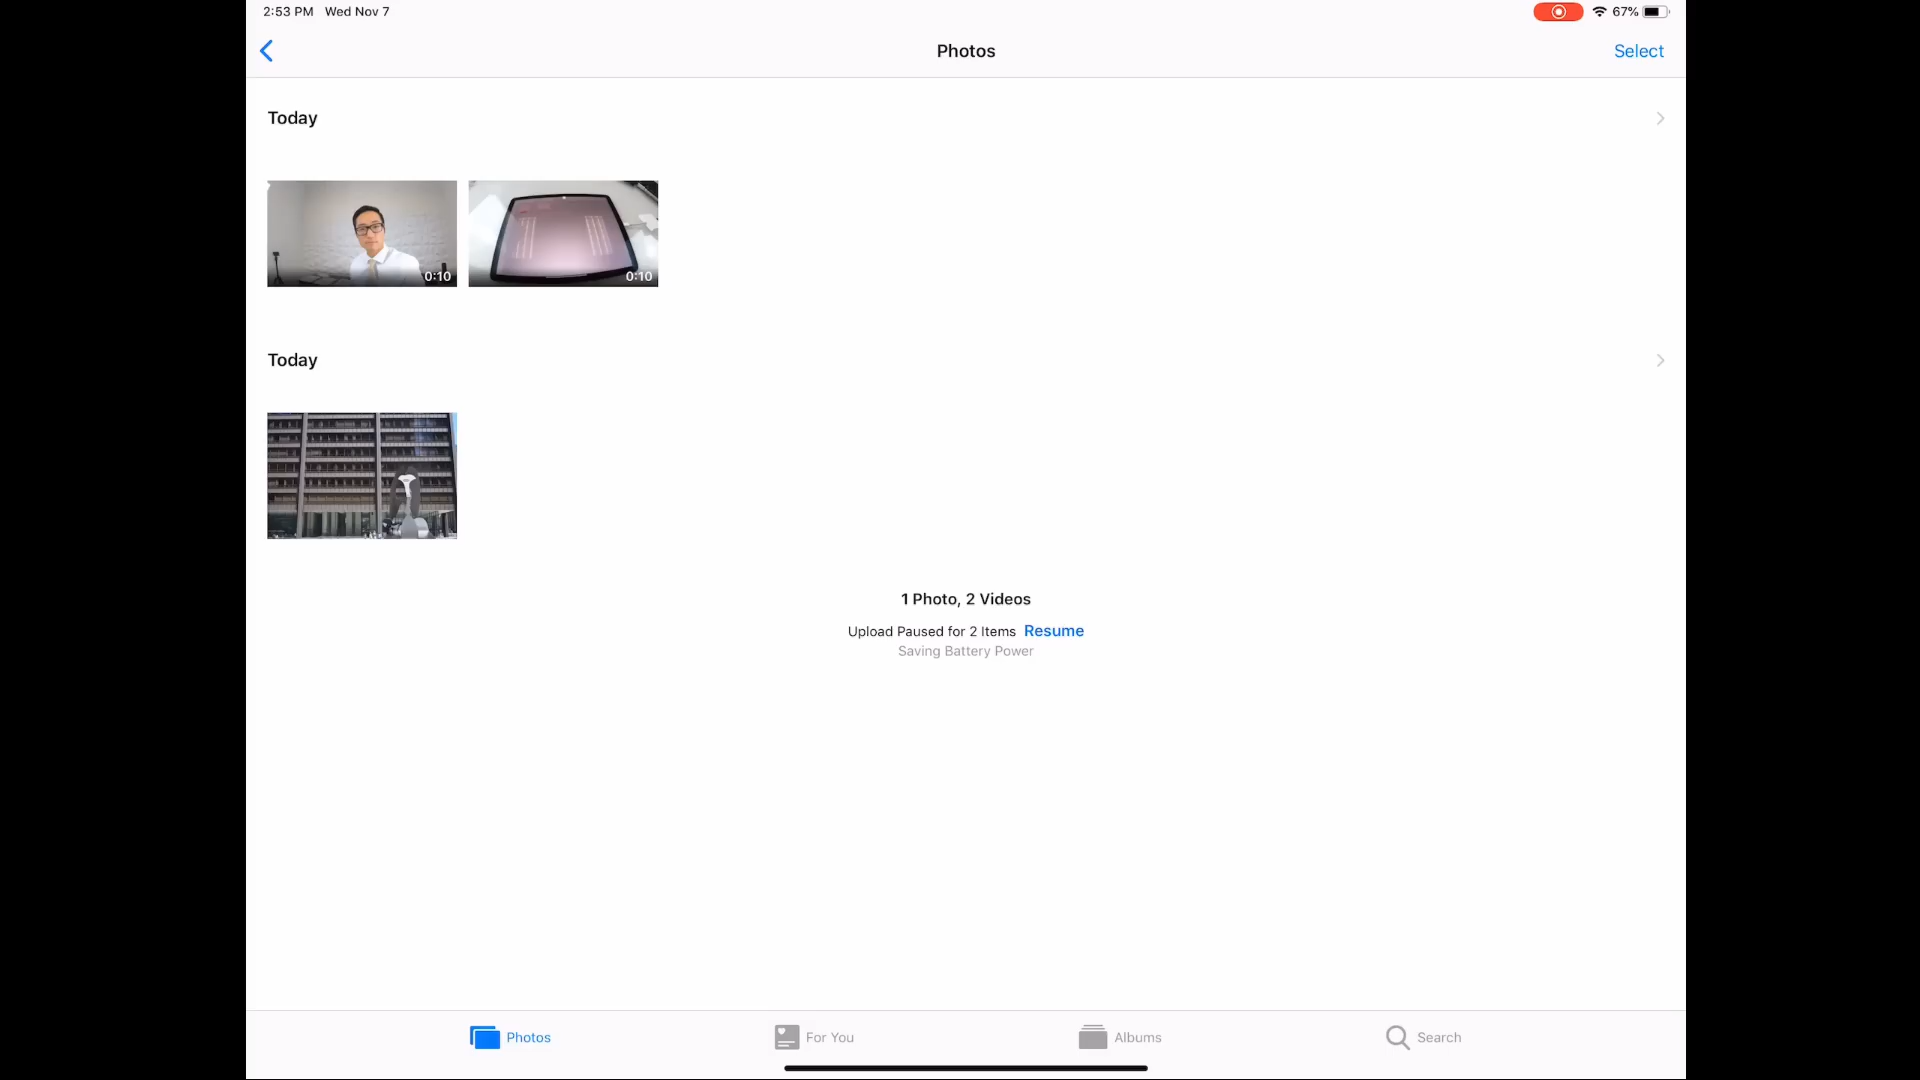 2:53 PM Wed Nov 7
67%
Photos
Select
Today
0:10
0:10
Today
1 Photo, 2 Videos
Upload Paused for 2 Items Resume
Saving Battery Power
Photos
For You
Albums
Search